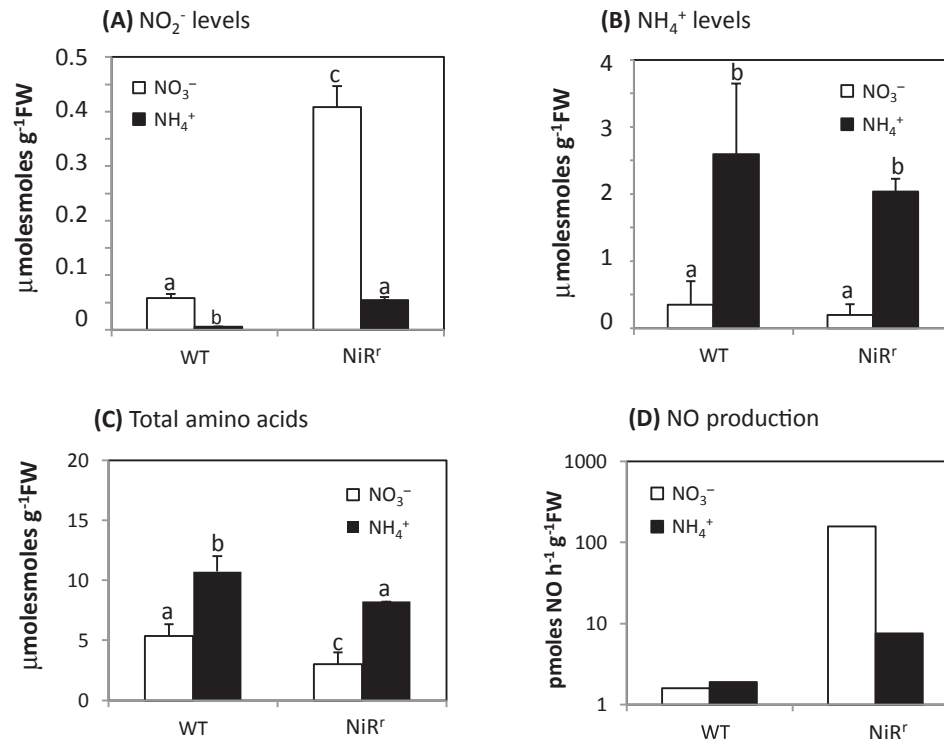 (A) NO₂⁻ levels
μmolesmoles g⁻¹FW
0.5
0.4
0.3
0.2
0.1
0
NO₃⁻
NH₄⁺
a
b
c
a
WT
NiRʳ
(B) NH₄⁺ levels
μmolesmoles g⁻¹FW
4
3
2
1
0
NO₃⁻
NH₄⁺
a
b
a
b
WT
NiRʳ
(C) Total amino acids
μmolesmoles g⁻¹FW
20
15
10
5
0
NO₃⁻
NH₄⁺
a
b
c
a
WT
NiRʳ
(D) NO production
pmoles NO h⁻¹ g⁻¹FW
1000
100
10
1
NO₃⁻
NH₄⁺
WT
NiRʳ